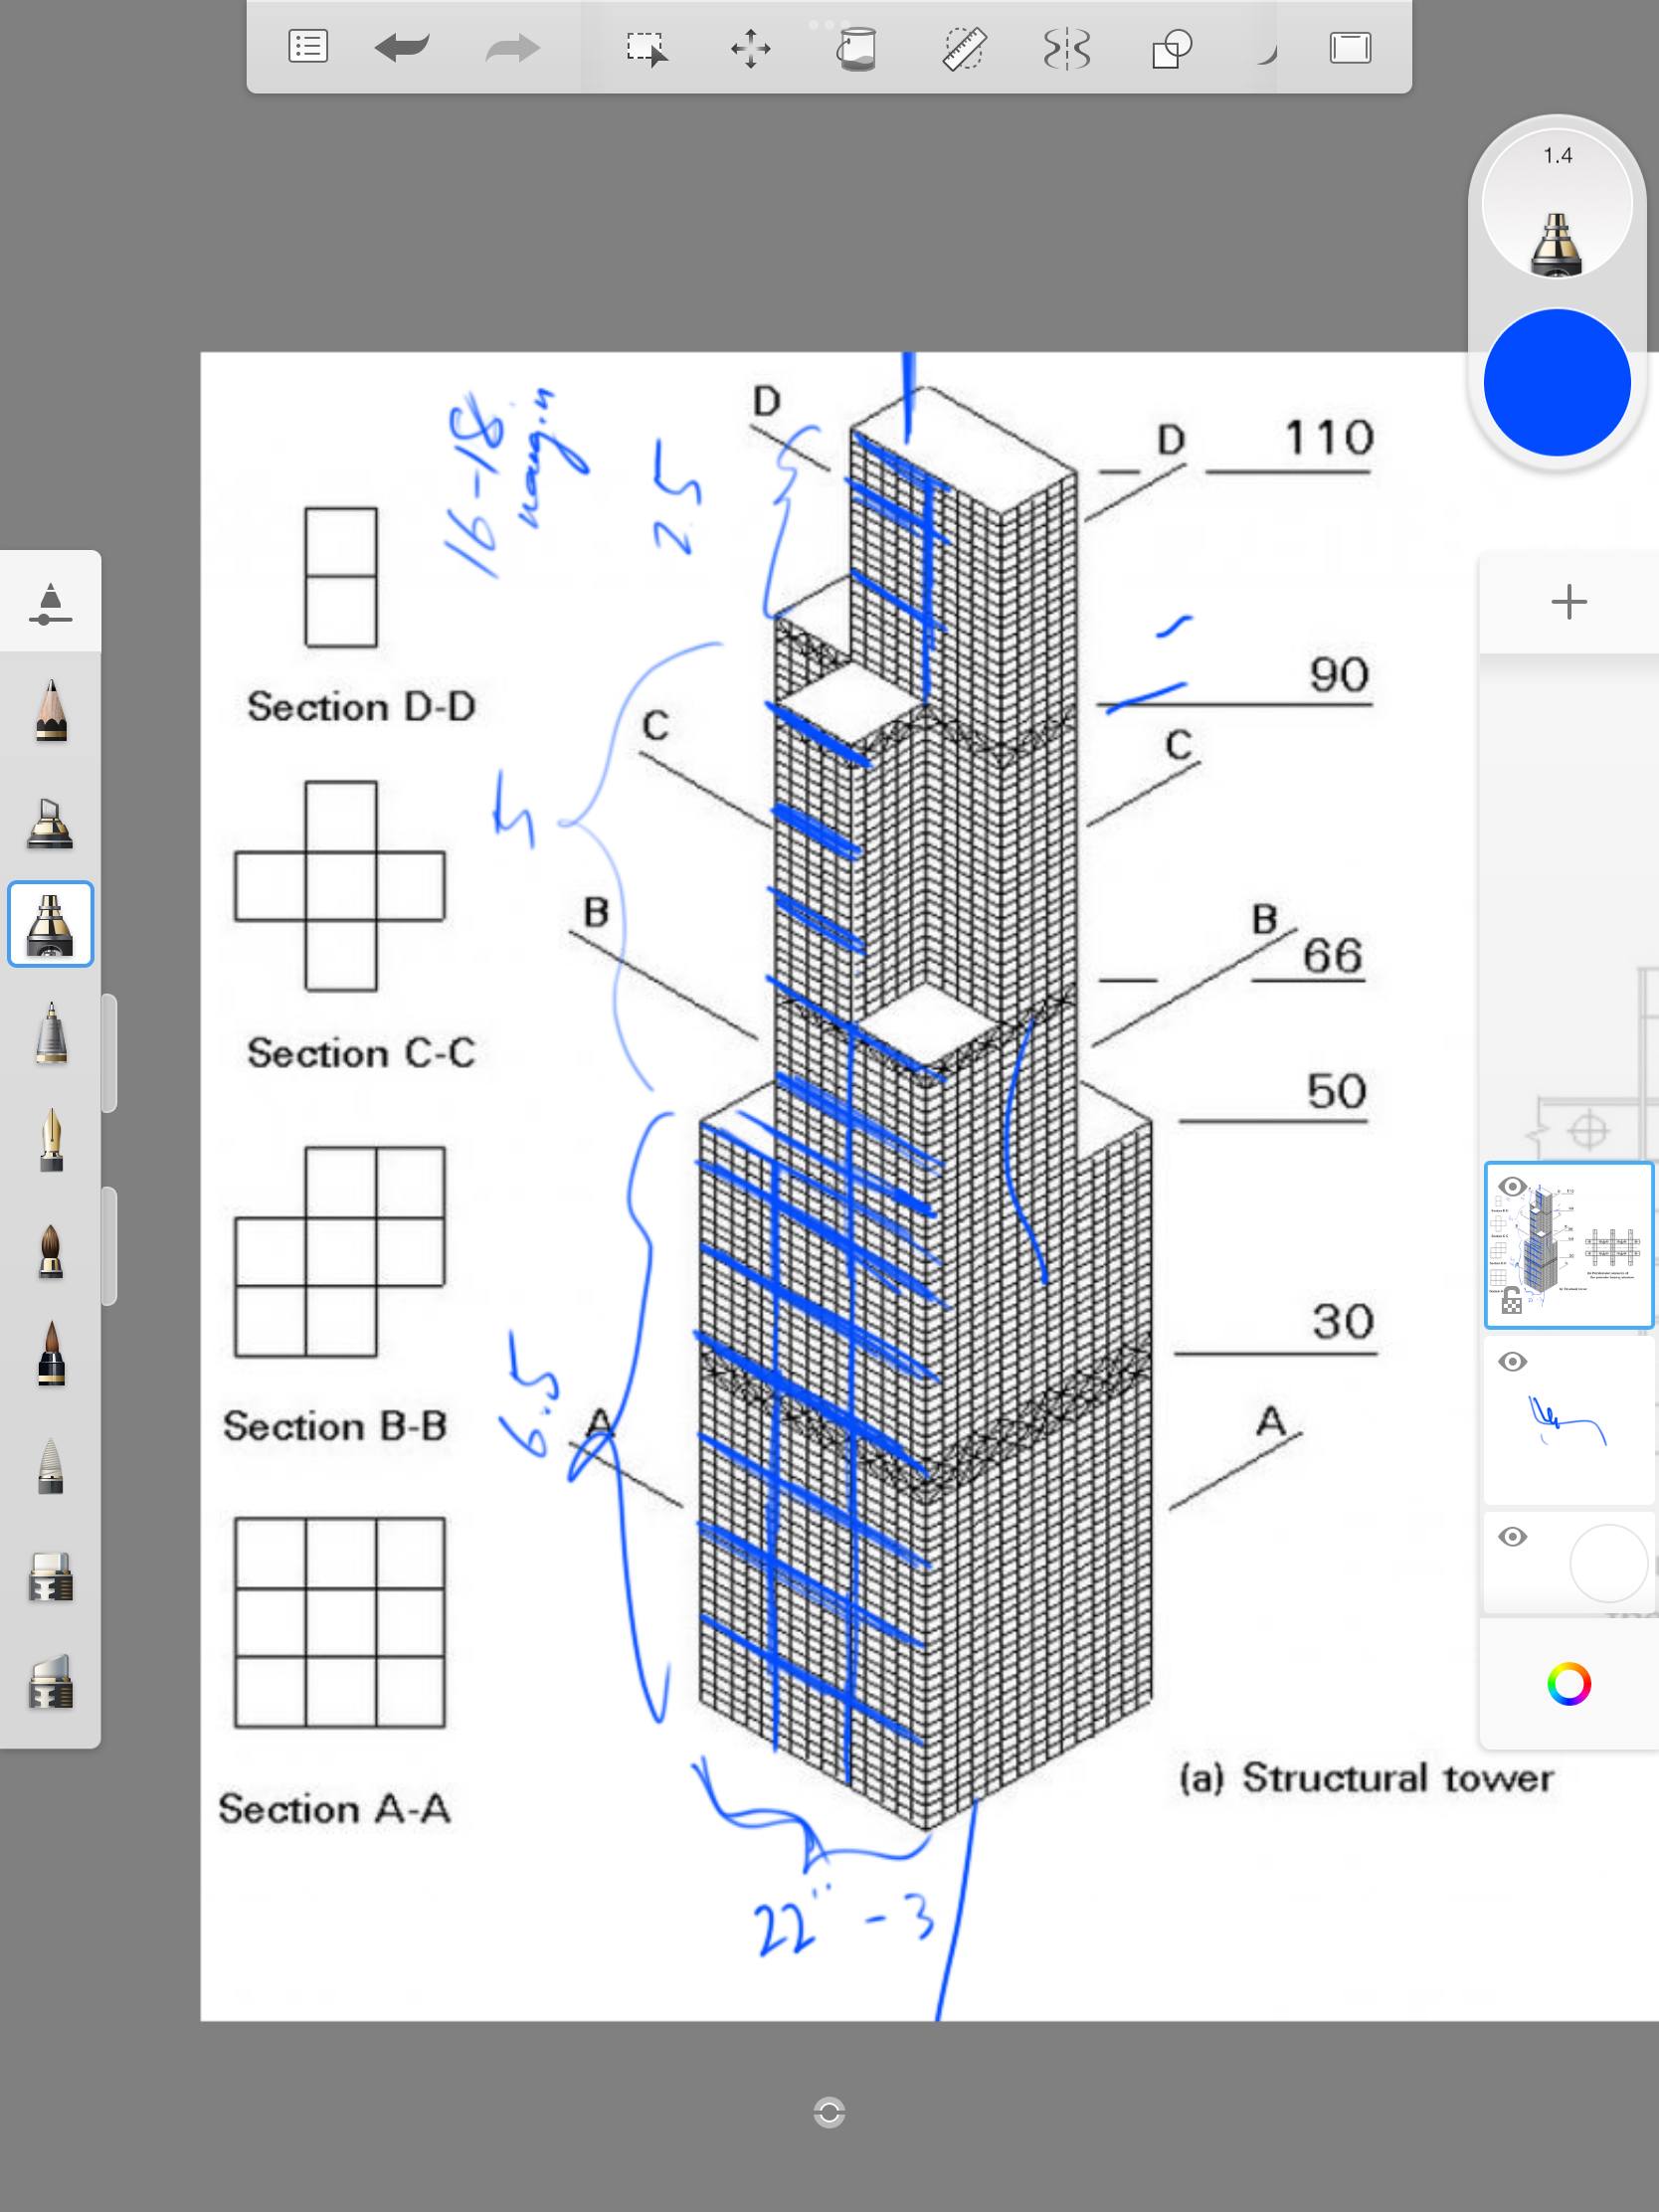 1.4
D
D
110
16-18
2.5
Section D-D
90
C
C
5
B
B
66
Section C-C
50
30
6.5
A
A
Section B-B
(a) Structural tower
Section A-A
22" - 3